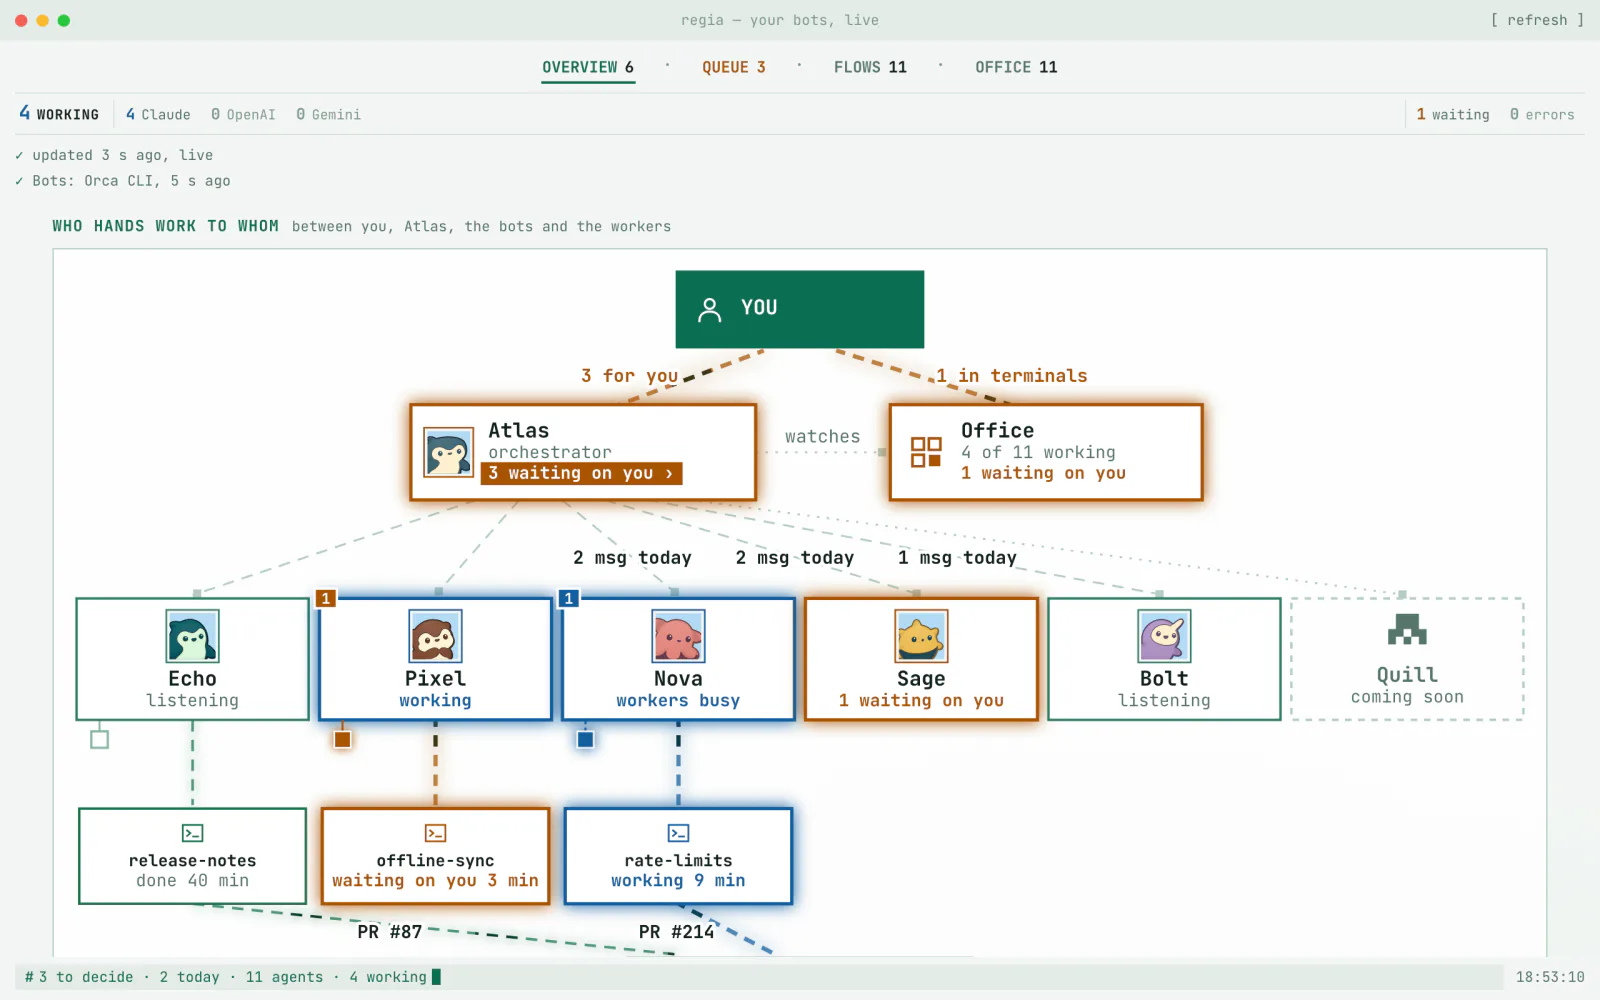 regia — your bots, live
[ refresh ]
OVERVIEW 6 · QUEUE 3 · FLOWS 11 · OFFICE 11
4 WORKING 4 Claude 0 OpenAI 0 Gemini
1 waiting 0 errors
✓ updated 3 s ago, live
✓ Bots: Orca CLI, 5 s ago
WHO HANDS WORK TO WHOM between you, Atlas, the bots and the workers
YOU
3 for you
1 in terminals
Atlas
orchestrator
3 waiting on you ›
watches
Office
4 of 11 working
1 waiting on you
2 msg today
2 msg today
1 msg today
Echo
listening
1
Pixel
working
1
Nova
workers busy
Sage
1 waiting on you
Bolt
listening
Quill
coming soon
release-notes
done 40 min
offline-sync
waiting on you 3 min
rate-limits
working 9 min
PR #87
PR #214
# 3 to decide · 2 today · 11 agents · 4 working
18:53:10